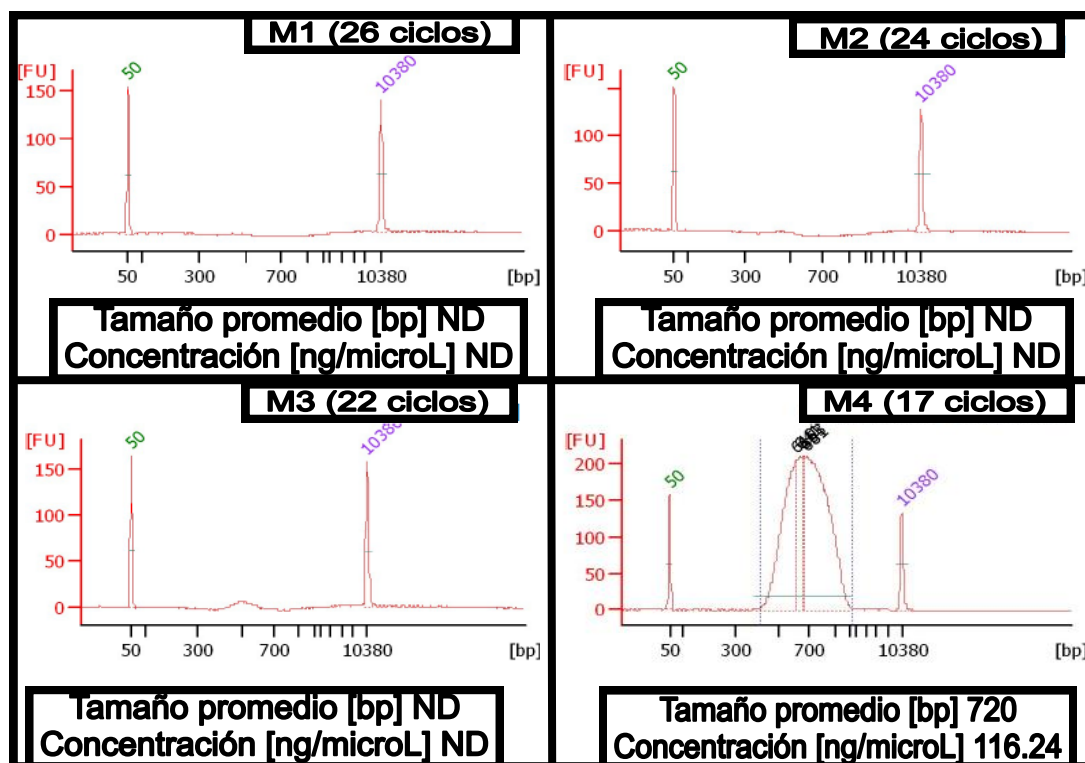 M1 (26 ciclos)
[FU]
50
10380
150
100
50
0
50 300 700 10380 [bp]
Tamaño promedio [bp] ND
Concentración [ng/microL] ND
M2 (24 ciclos)
[FU]
50
10380
100
50
0
50 300 700 10380 [bp]
Tamaño promedio [bp] ND
Concentración [ng/microL] ND
M3 (22 ciclos)
[FU]
50
10380
150
100
50
0
50 300 700 10380 [bp]
Tamaño promedio [bp] ND
Concentración [ng/microL] ND
M4 (17 ciclos)
[FU]
50
10380
200
150
100
50
0
50 300 700 10380 [bp]
Tamaño promedio [bp] 720
Concentración [ng/microL] 116.24